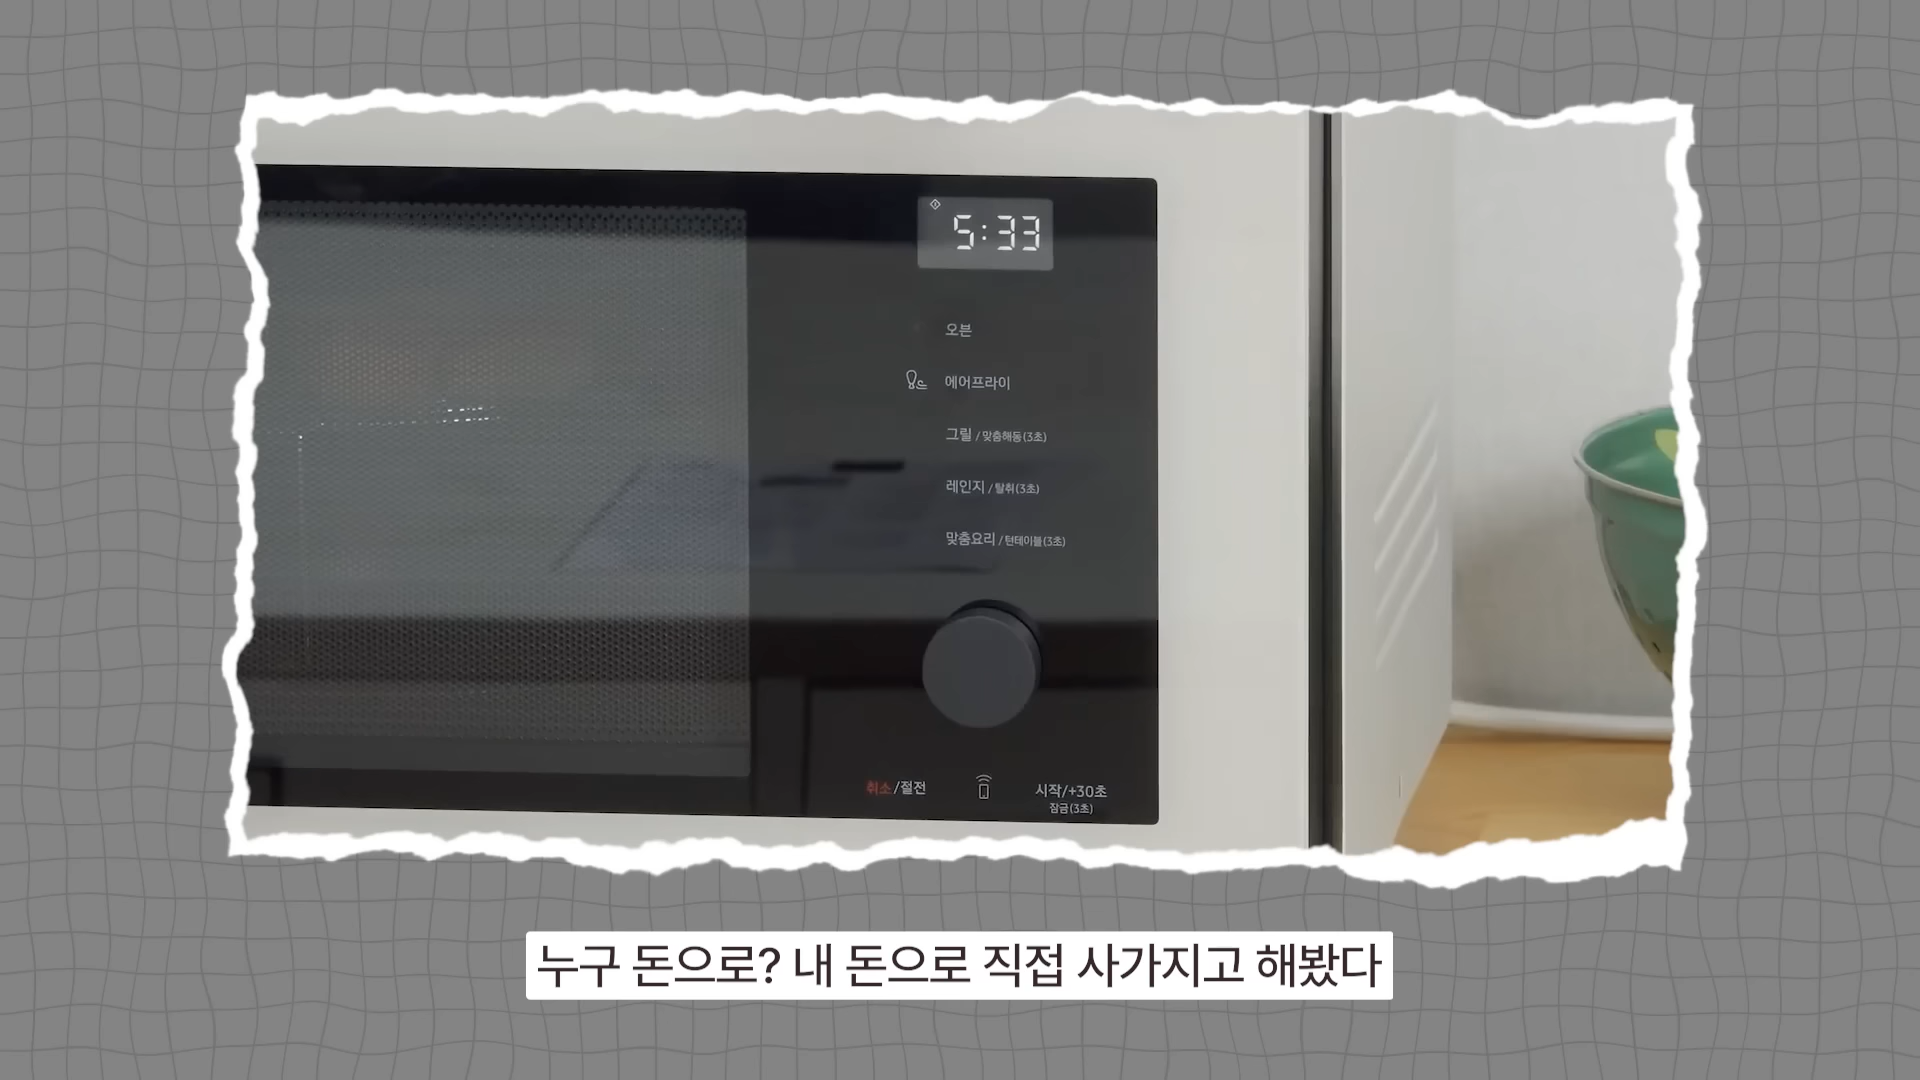 5:33
오븐
에어프라이
그릴 / 맞춤해동(3초)
레인지 / 탈취(3초)
맞춤요리 / 턴테이블(3초)
취소/절전
시작/+30초
잠금(3초)
누구 돈으로? 내 돈으로 직접 사가지고 해봤다